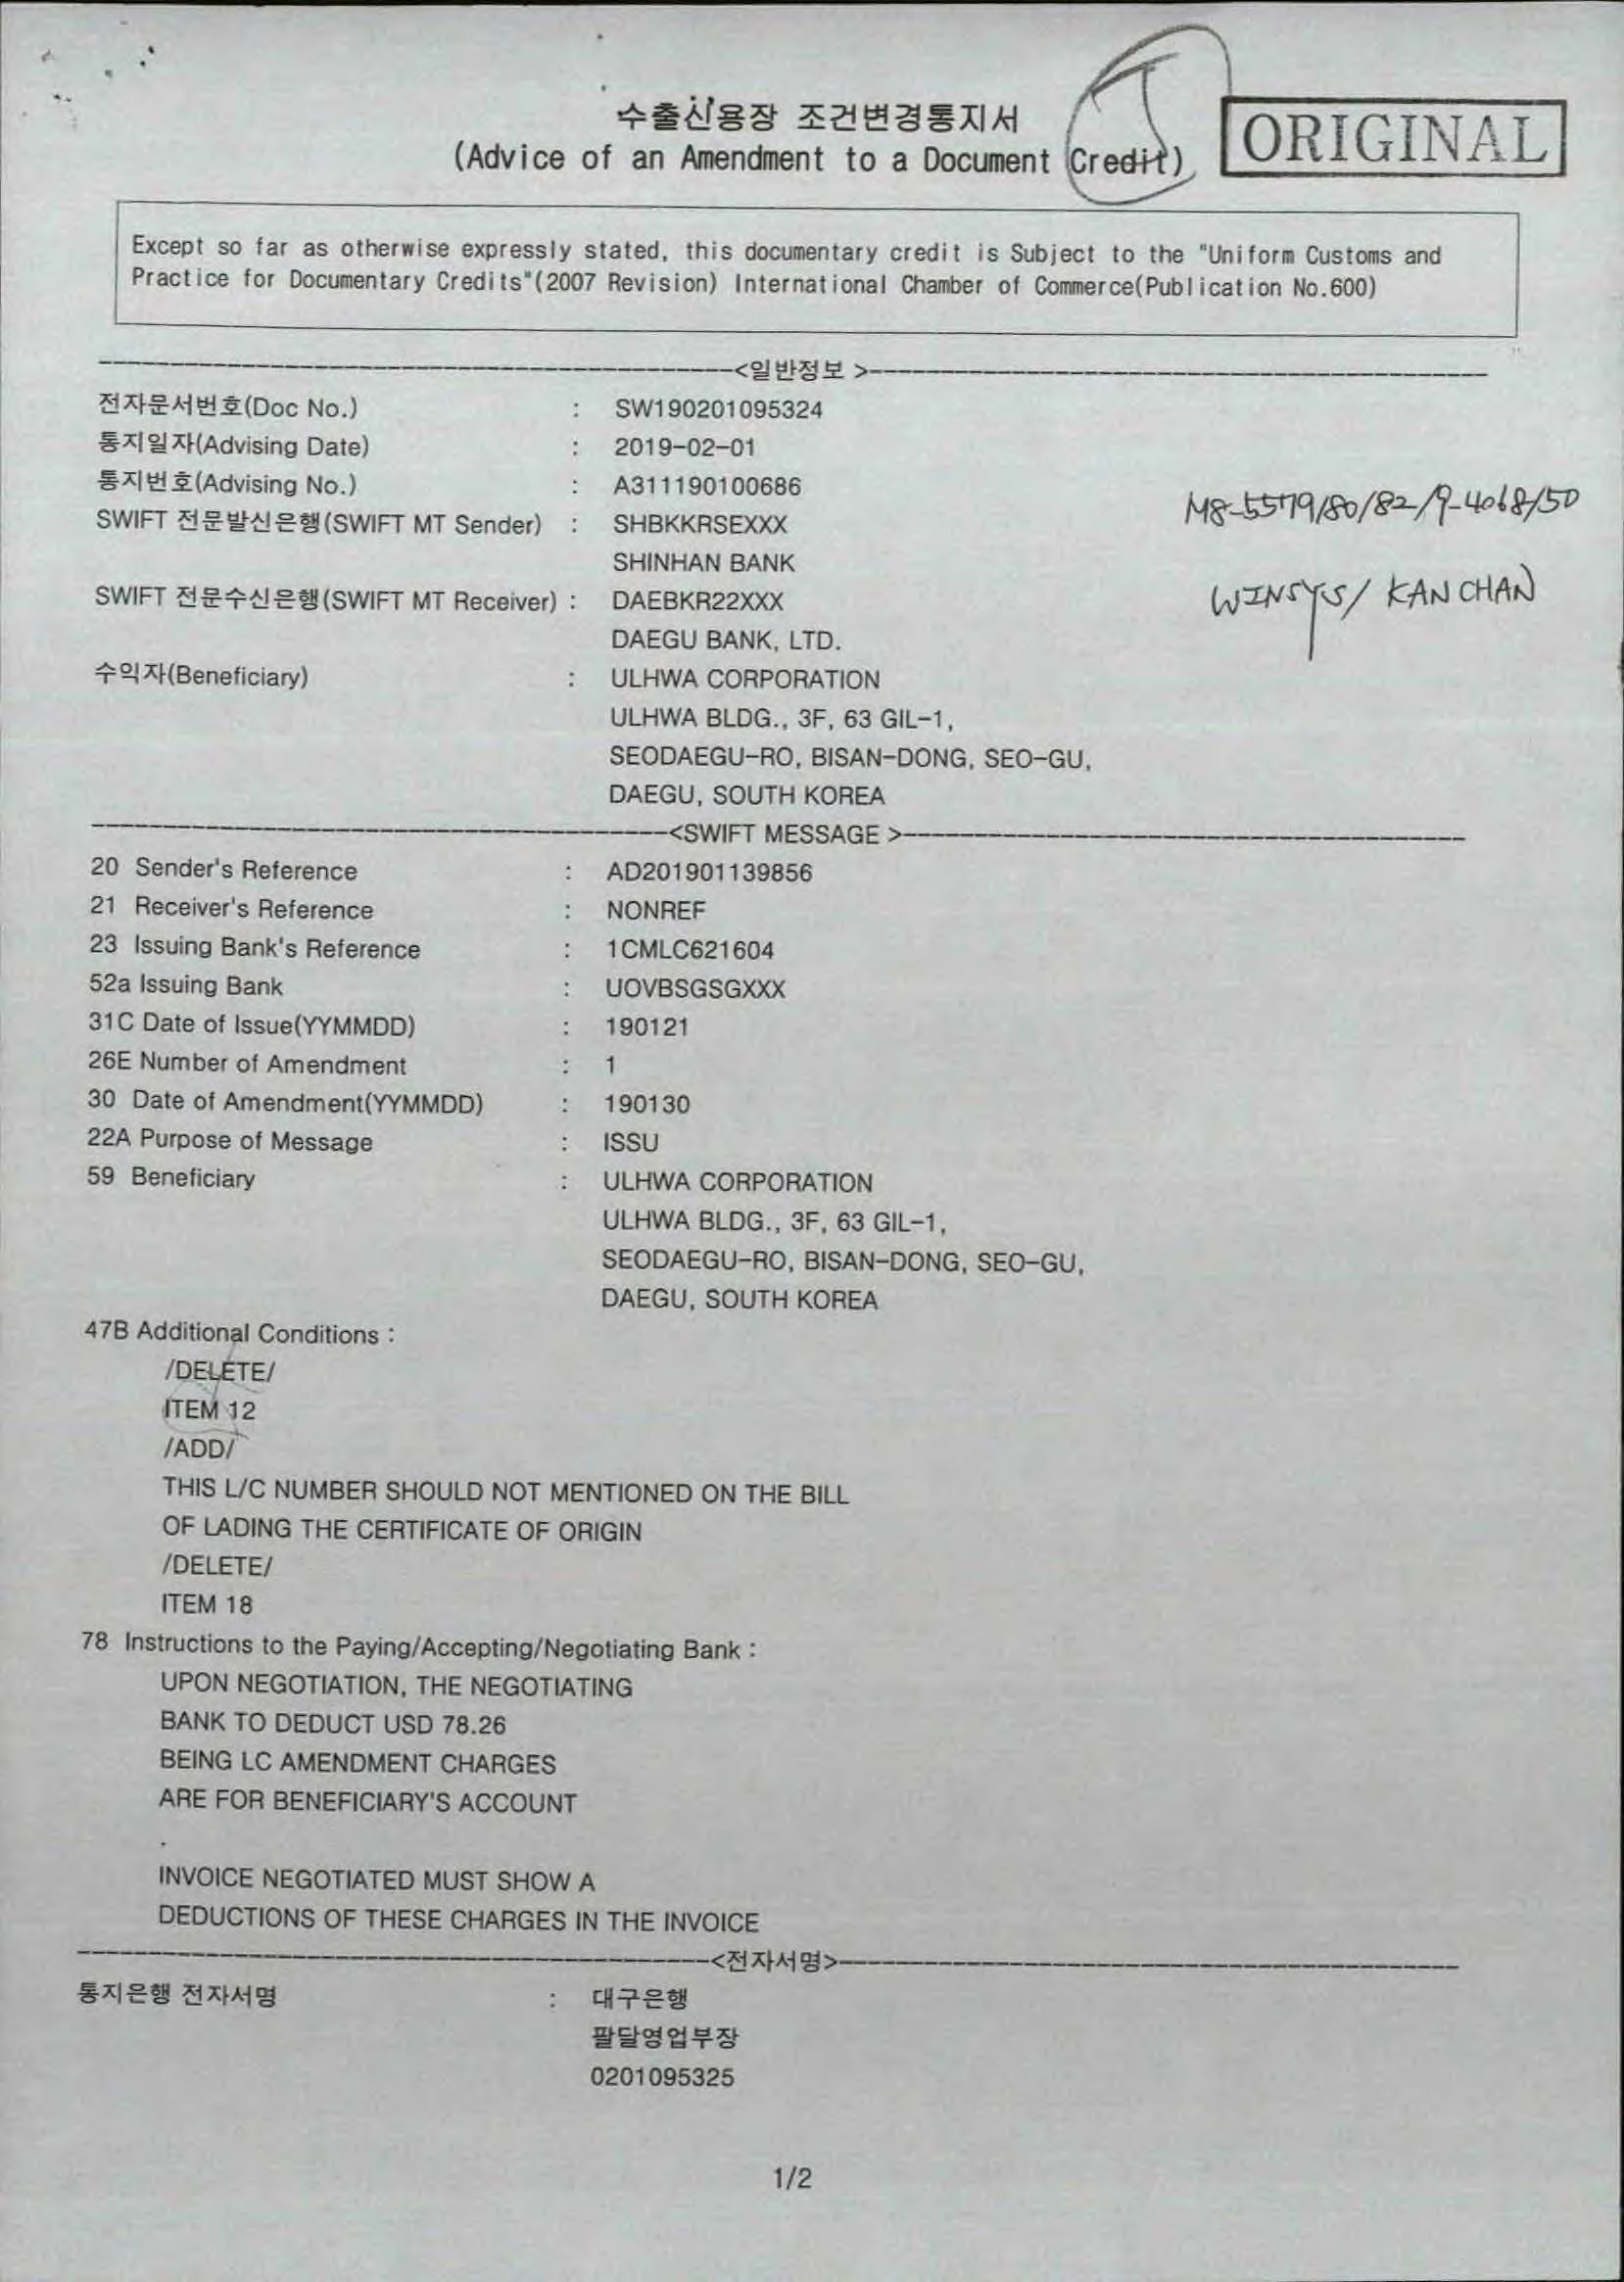 수출신용장 조건변경통지서
(Advice of an Amendment to a Document Credit)
ORIGINAL
Except so far as otherwise expressly stated, this documentary credit is Subject to the "Uniform Customs and
Practice for Documentary Credits"(2007 Revision) International Chamber of Commerce(Publication No.600)
<일반정보 >
전자문서번호(Doc No.) : SW190201095324
통지일자(Advising Date) : 2019-02-01
통지번호(Advising No.) : A311190100686
M8-5579/80/82/9-4068/50
SWIFT 전문발신은행(SWIFT MT Sender) : SHBKKRSEXXX
SHINHAN BANK
WINSYS/ KANCHAN
SWIFT 전문수신은행(SWIFT MT Receiver) : DAEBKR22XXX
DAEGU BANK, LTD.
수익자(Beneficiary) : ULHWA CORPORATION
ULHWA BLDG., 3F, 63 GIL-1,
SEODAEGU-RO, BISAN-DONG, SEO-GU,
DAEGU, SOUTH KOREA
<SWIFT MESSAGE >
20 Sender's Reference : AD201901139856
21 Receiver's Reference : NONREF
23 Issuing Bank's Reference : 1CMLC621604
52a Issuing Bank : UOVBSGSGXXX
31C Date of Issue(YYMMDD) : 190121
26E Number of Amendment : 1
30 Date of Amendment(YYMMDD) : 190130
22A Purpose of Message : ISSU
59 Beneficiary : ULHWA CORPORATION
ULHWA BLDG., 3F, 63 GIL-1,
SEODAEGU-RO, BISAN-DONG, SEO-GU,
DAEGU, SOUTH KOREA
47B Additional Conditions :
/DELETE/
ITEM 12
/ADD/
THIS L/C NUMBER SHOULD NOT MENTIONED ON THE BILL
OF LADING THE CERTIFICATE OF ORIGIN
/DELETE/
ITEM 18
78 Instructions to the Paying/Accepting/Negotiating Bank :
UPON NEGOTIATION, THE NEGOTIATING
BANK TO DEDUCT USD 78.26
BEING LC AMENDMENT CHARGES
ARE FOR BENEFICIARY'S ACCOUNT
.
INVOICE NEGOTIATED MUST SHOW A
DEDUCTIONS OF THESE CHARGES IN THE INVOICE
<전자서명>
통지은행 전자서명 : 대구은행
팔달영업부장
0201095325
1/2